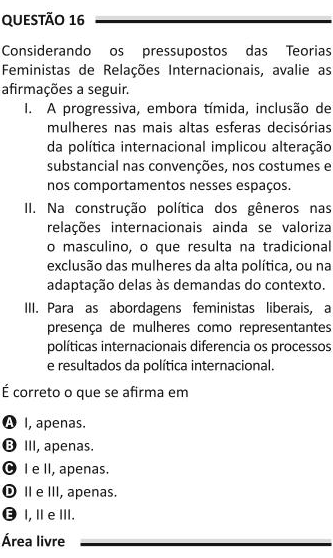 QUESTÃO 16
Considerando os pressupostos das Teorias
Feministas de Relações Internacionais, avalie as
afirmações a seguir.
I. A progressiva, embora tímida, inclusão de
mulheres nas mais altas esferas decisórias
da política internacional implicou alteração
substancial nas convenções, nos costumes e
nos comportamentos nesses espaços.
II. Na construção política dos gêneros nas
relações internacionais ainda se valoriza
o masculino, o que resulta na tradicional
exclusão das mulheres da alta política, ou na
adaptação delas às demandas do contexto.
III. Para as abordagens feministas liberais, a
presença de mulheres como representantes
políticas internacionais diferencia os processos
e resultados da política internacional.
É correto o que se afirma em
A I, apenas.
B III, apenas.
C I e II, apenas.
D II e III, apenas.
E I, II e III.
Área livre